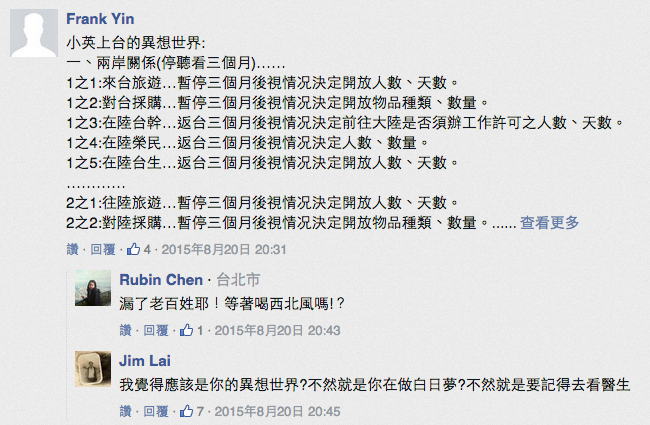 Frank Yin
小英上台的異想世界:
一、兩岸關係(停聽看三個月)……
1之1:來台旅遊…暫停三個月後視情況決定開放人數、天數。
1之2:對台採購…暫停三個月後視情況決定開放物品種類、數量。
1之3:在陸台幹…返台三個月後視情況決定前往大陸是否須辦工作許可之人數、天數。
1之4:在陸榮民…返台三個月後視情況決定人數、數量。
1之5:在陸台生…返台三個月後視情況決定開放人數、天數。
…………
2之1:往陸旅遊…暫停三個月後視情況決定開放人數、天數。
2之2:對陸採購…暫停三個月後視情況決定開放物品種類、數量。...... 查看更多
讚 · 回覆 · 4 · 2015年8月20日 20:31
Rubin Chen · 台北市
漏了老百姓耶！等著喝西北風嗎!？
讚 · 回覆 · 1 · 2015年8月20日 20:43
Jim Lai
我覺得應該是你的異想世界?不然就是你在做白日夢?不然就是要記得去看醫生
讚 · 回覆 · 7 · 2015年8月20日 20:45